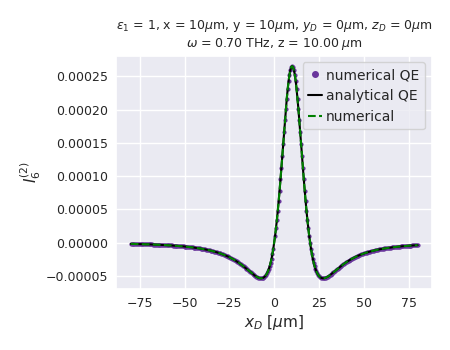 ε₁ = 1, x = 10μm, y = 10μm, y_D = 0μm, z_D = 0μm
ω = 0.70 THz, z = 10.00 μm
numerical QE
analytical QE
numerical
0.00025
0.00020
0.00015
0.00010
0.00005
0.00000
−0.00005
I₆⁽²⁾
−75 −50 −25 0 25 50 75
x_D [μm]